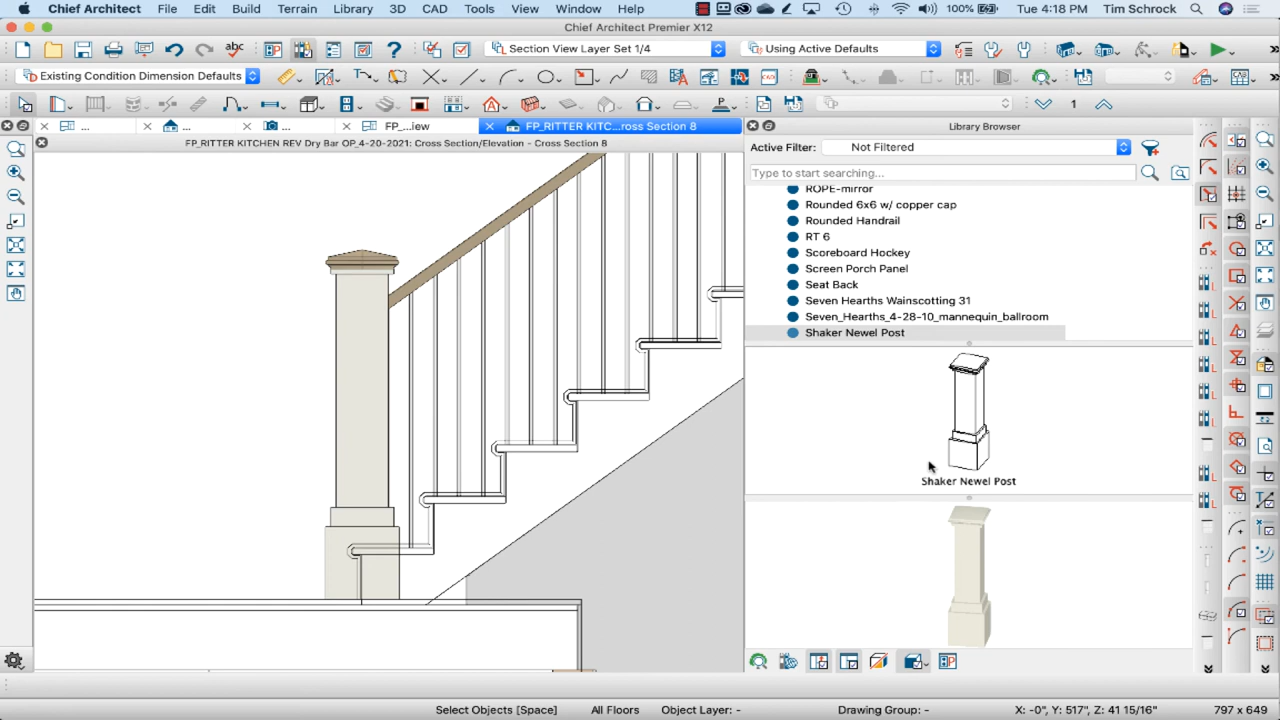 Chief Architect File Edit Build Terrain Library 3D CAD Tools View Window Help 100% Tue 4:18 PM Tim Schrock
Chief Architect Premier X12
Section View Layer Set 1/4 Using Active Defaults
Existing Condition Dimension Defaults
1
... ... ... FP_...iew FP_RITTER KITC...ross Section 8
FP_RITTER KITCHEN REV Dry Bar OP_4-20-2021: Cross Section/Elevation - Cross Section 8
Library Browser
Active Filter: Not Filtered
Type to start searching...
ROPE-mirror
Rounded 6x6 w/ copper cap
Rounded Handrail
RT 6
Scoreboard Hockey
Screen Porch Panel
Seat Back
Seven Hearths Wainscotting 31
Seven_Hearths_4-28-10_mannequin_ballroom
Shaker Newel Post
Shaker Newel Post
Select Objects [Space] All Floors Object Layer: - Drawing Group: - X: -0", Y: 517", Z: 41 15/16" 797 x 649